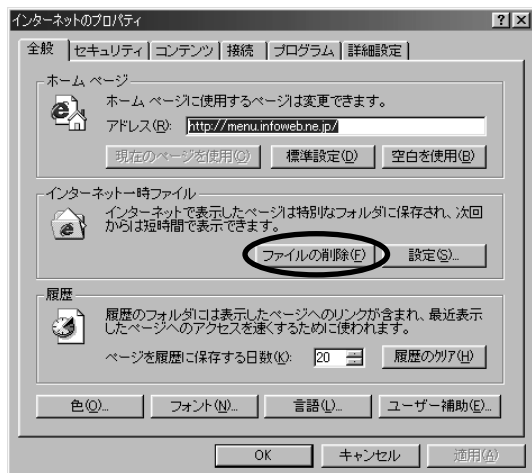 インターネットのプロパティ
全般 セキュリティ コンテンツ 接続 プログラム 詳細設定
ホーム ページ
ホーム ページに使用するページは変更できます。
アドレス(R): http://menu.infoweb.ne.jp/
現在のページを使用(C) 標準設定(D) 空白を使用(B)
インターネット一時ファイル
インターネットで表示したページは特別なフォルダに保存され、次回
からは短時間で表示できます。
ファイルの削除(F) 設定(S)...
履歴
履歴のフォルダには表示したページへのリンクが含まれ、最近表示
したページへのアクセスを速くするために使われます。
ページを履歴に保存する日数(K): 20 履歴のクリア(H)
色(O)... フォント(N)... 言語(L)... ユーザー補助(E)...
OK キャンセル 適用(A)